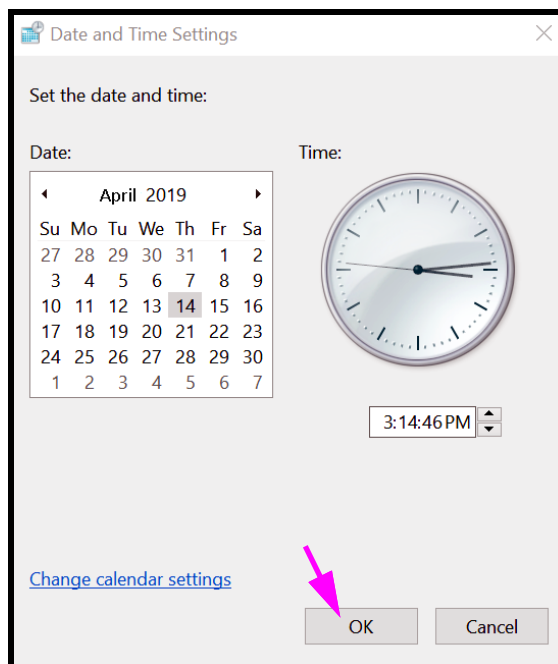 Date and Time Settings
Set the date and time:
Date:
Time:
April 2019
Su Mo Tu We Th Fr Sa
27 28 29 30 31 1 2
3 4 5 6 7 8 9
10 11 12 13 14 15 16
17 18 19 20 21 22 23
24 25 26 27 28 29 30
1 2 3 4 5 6 7
3:14:46 PM
Change calendar settings
OK
Cancel